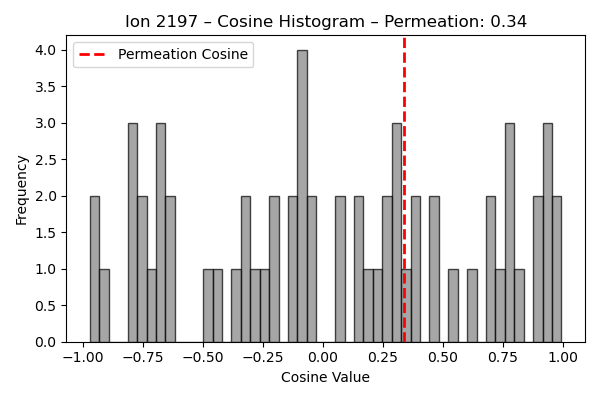 Ion 2197 – Cosine Histogram – Permeation: 0.34
Permeation Cosine
4.0
3.5
3.0
2.5
2.0
1.5
1.0
0.5
0.0
Frequency
−1.00 −0.75 −0.50 −0.25 0.00 0.25 0.50 0.75 1.00
Cosine Value